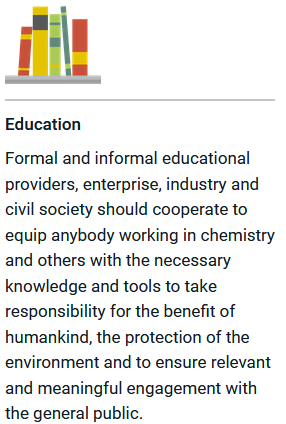 Education
Formal and informal educational
providers, enterprise, industry and
civil society should cooperate to
equip anybody working in chemistry
and others with the necessary
knowledge and tools to take
responsibility for the benefit of
humankind, the protection of the
environment and to ensure relevant
and meaningful engagement with
the general public.